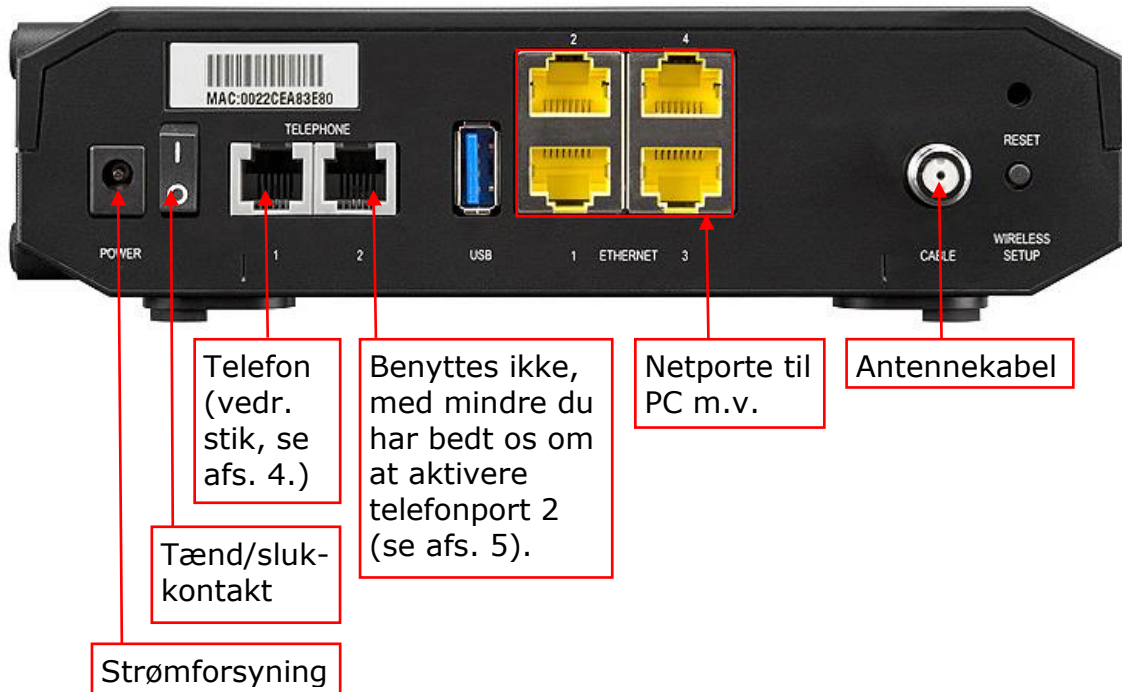 2 4
MAC:0022CEA83E80
TELEPHONE
RESET
POWER 1 2 USB 1 ETHERNET 3 CABLE
WIRELESS
SETUP
Telefon
(vedr.
stik, se
afs. 4.)
Benyttes ikke,
med mindre du
har bedt os om
at aktivere
telefonport 2
(se afs. 5).
Netporte til
PC m.v.
Antennekabel
Tænd/sluk-
kontakt
Strømforsyning